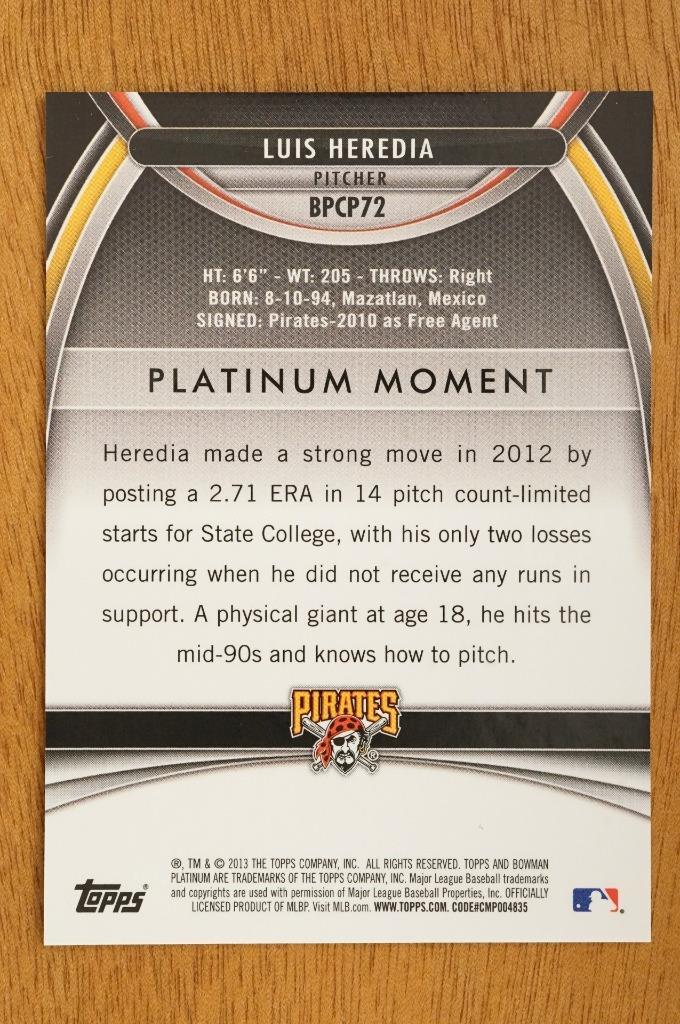 LUIS HEREDIA
PITCHER
BPCP72
HT: 6'6" - WT: 205 - THROWS: Right
BORN: 8-10-94, Mazatlan, Mexico
SIGNED: Pirates-2010 as Free Agent
PLATINUM MOMENT
Heredia made a strong move in 2012 by
posting a 2.71 ERA in 14 pitch count-limited
starts for State College, with his only two losses
occurring when he did not receive any runs in
support. A physical giant at age 18, he hits the
mid-90s and knows how to pitch.
PIRATES
®
®, TM & © 2013 THE TOPPS COMPANY, INC. ALL RIGHTS RESERVED. TOPPS AND BOWMAN
PLATINUM ARE TRADEMARKS OF THE TOPPS COMPANY, INC. Major League Baseball trademarks
and copyrights are used with permission of Major League Baseball Properties, Inc. OFFICIALLY
LICENSED PRODUCT OF MLBP. Visit MLB.com. WWW.TOPPS.COM. CODE#CMP004835
topps®